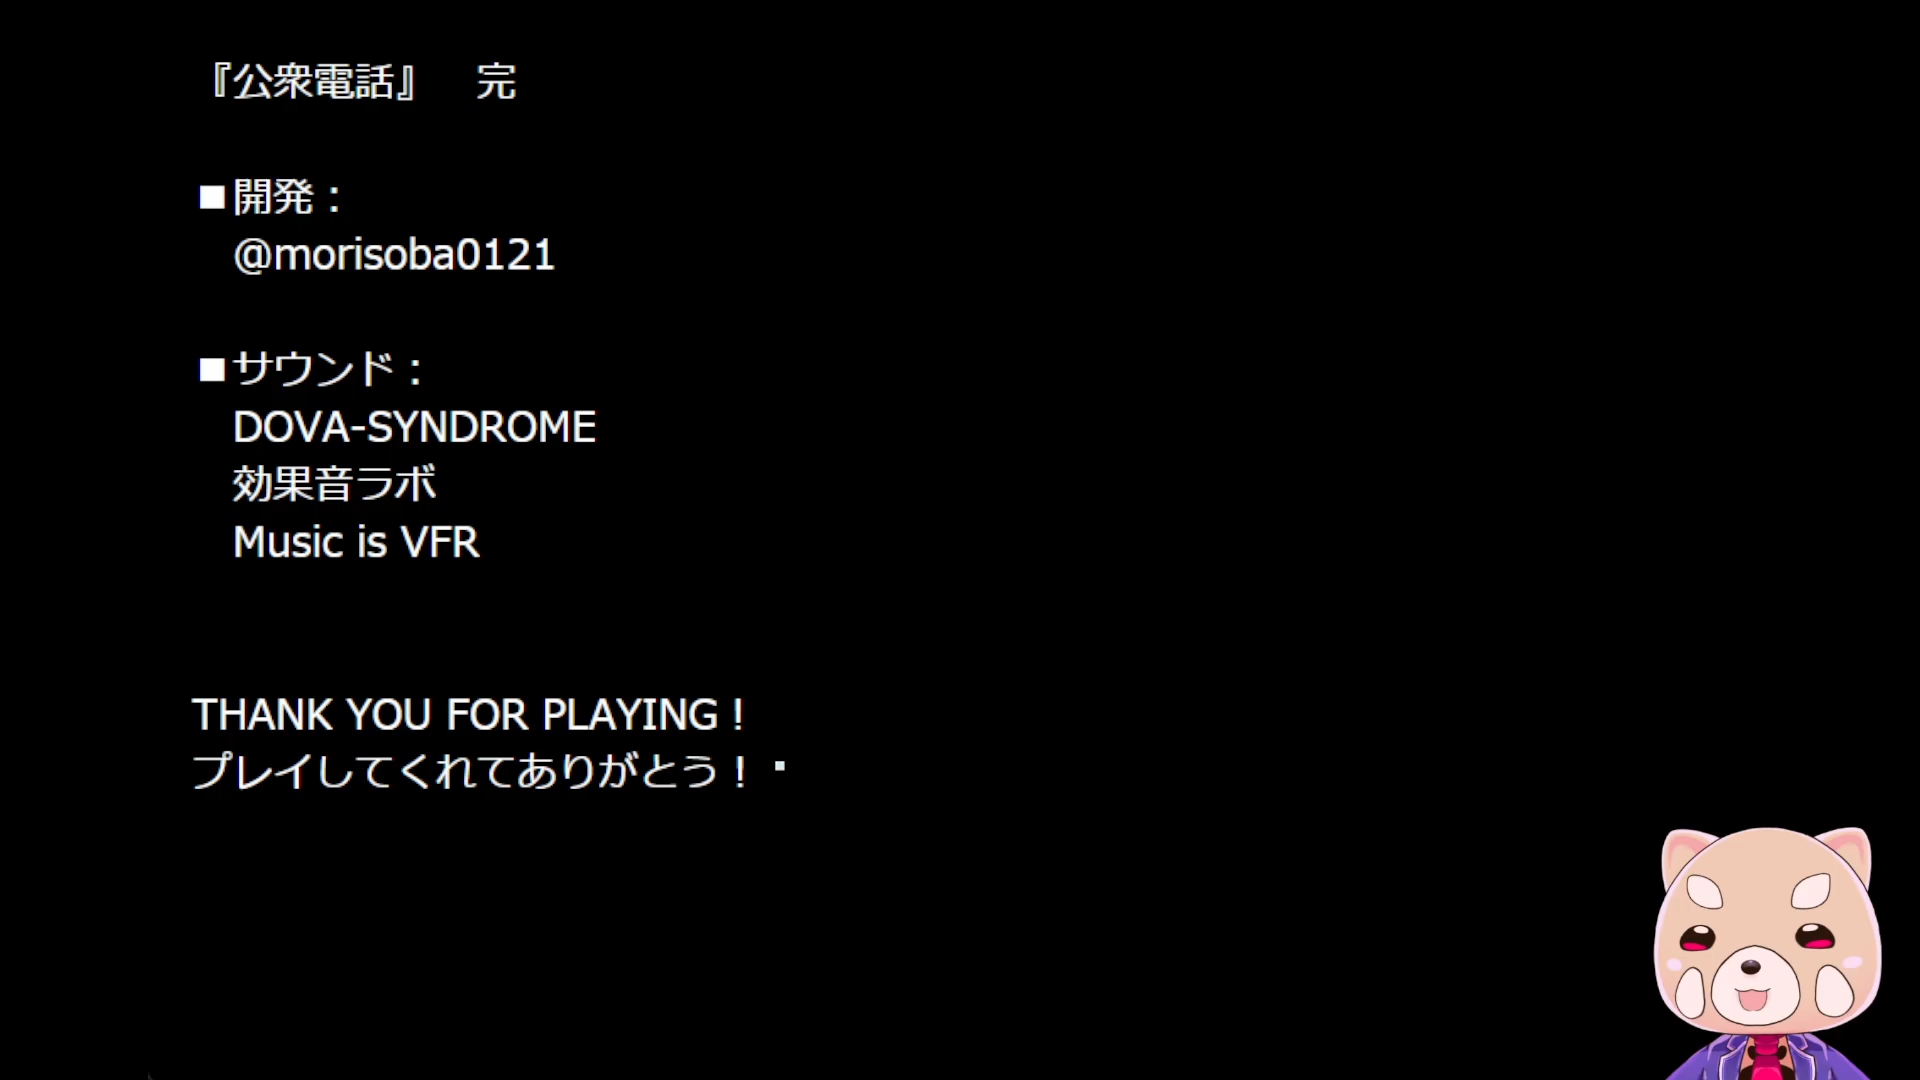 『公衆電話』　完
■開発：
@morisoba0121
■サウンド：
DOVA-SYNDROME
効果音ラボ
Music is VFR
THANK YOU FOR PLAYING！
プレイしてくれてありがとう！